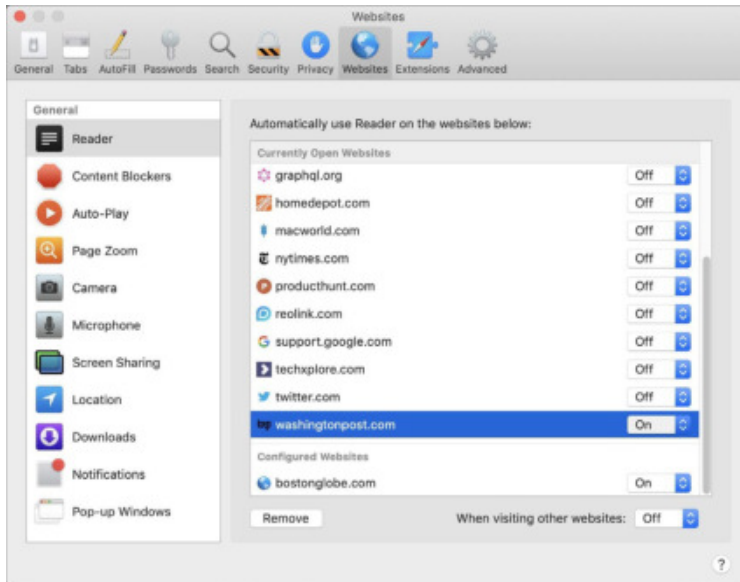 Websites
General Tabs AutoFill Passwords Search Security Privacy Websites Extensions Advanced
General
Reader
Content Blockers
Auto-Play
Page Zoom
Camera
Microphone
Screen Sharing
Location
Downloads
Notifications
Pop-up Windows
Automatically use Reader on the websites below:
Currently Open Websites
graphql.org Off
homedepot.com Off
macworld.com Off
nytimes.com Off
producthunt.com Off
reolink.com Off
support.google.com Off
techxplore.com Off
twitter.com Off
washingtonpost.com On
Configured Websites
bostonglobe.com On
Remove When visiting other websites: Off
?